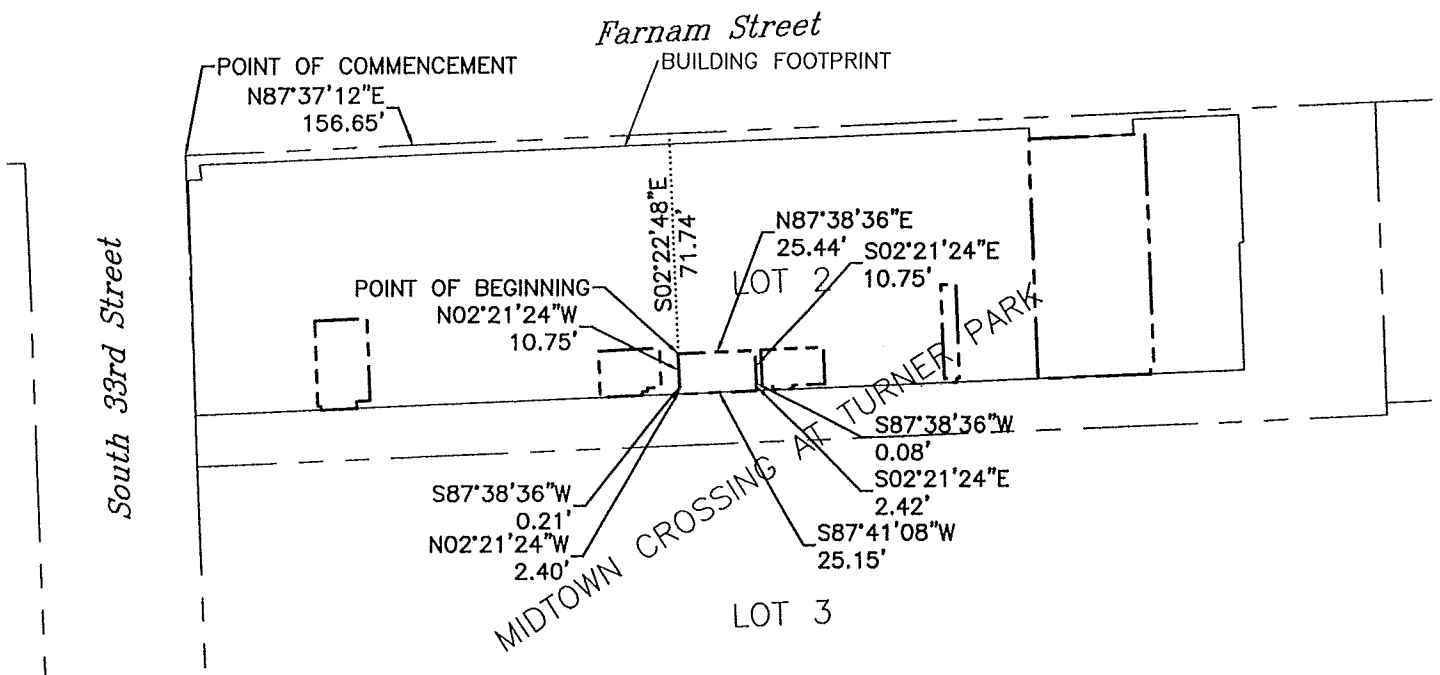 Farnam Street
POINT OF COMMENCEMENT
BUILDING FOOTPRINT
N87°37'12"E
156.65'
South 33rd Street
S02°22'48"E
71.74'
N87°38'36"E
25.44'
S02°21'24"E
10.75'
LOT 2
POINT OF BEGINNING
N02°21'24"W
10.75'
MIDTOWN CROSSING AT TURNER PARK
S87°38'36"W
0.08'
S02°21'24"E
2.42'
S87°41'08"W
25.15'
S87°38'36"W
0.21'
N02°21'24"W
2.40'
LOT 3